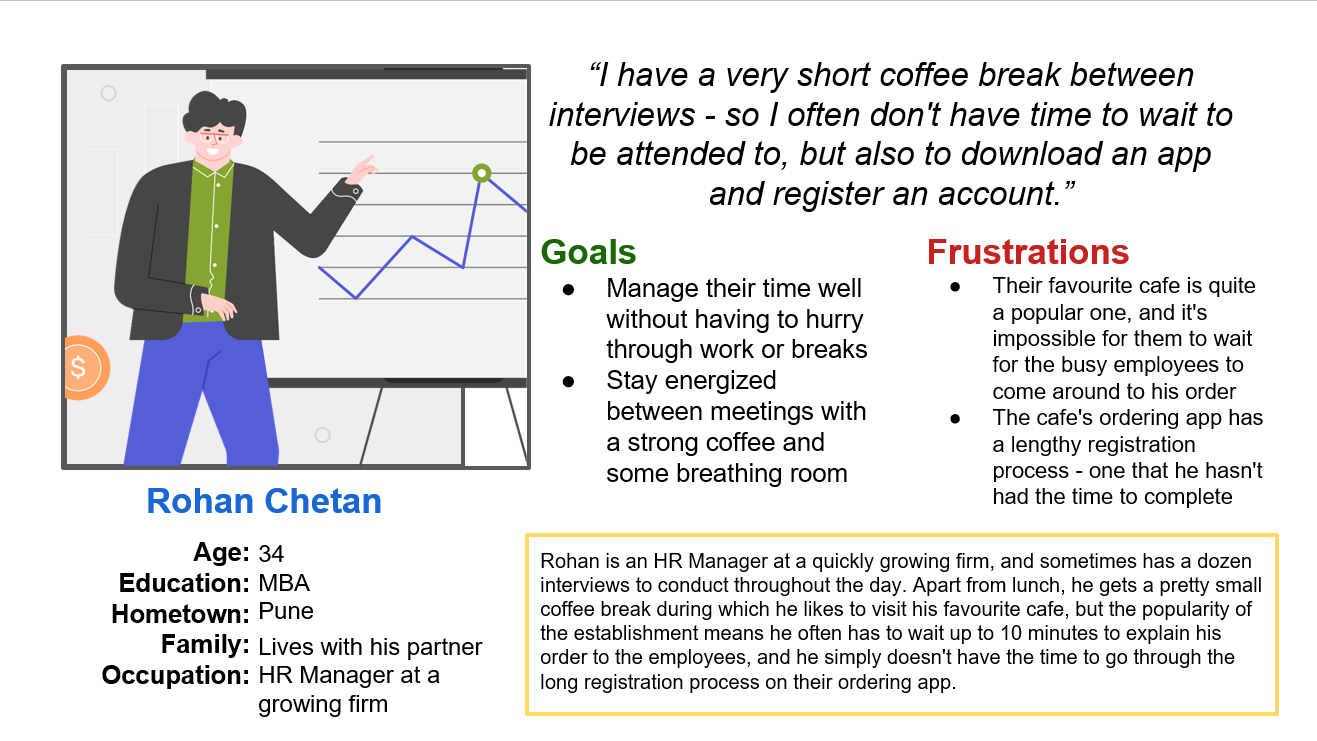 “I have a very short coffee break between
interviews - so I often don't have time to wait to
be attended to, but also to download an app
and register an account.”
Goals
● Manage their time well
without having to hurry
through work or breaks
● Stay energized
between meetings with
a strong coffee and
some breathing room
Frustrations
● Their favourite cafe is quite
a popular one, and it's
impossible for them to wait
for the busy employees to
come around to his order
● The cafe's ordering app has
a lengthy registration
process - one that he hasn't
had the time to complete
$
Rohan Chetan
Age: 34
Education: MBA
Hometown: Pune
Family: Lives with his partner
Occupation: HR Manager at a
growing firm
Rohan is an HR Manager at a quickly growing firm, and sometimes has a dozen
interviews to conduct throughout the day. Apart from lunch, he gets a pretty small
coffee break during which he likes to visit his favourite cafe, but the popularity of
the establishment means he often has to wait up to 10 minutes to explain his
order to the employees, and he simply doesn't have the time to go through the
long registration process on their ordering app.